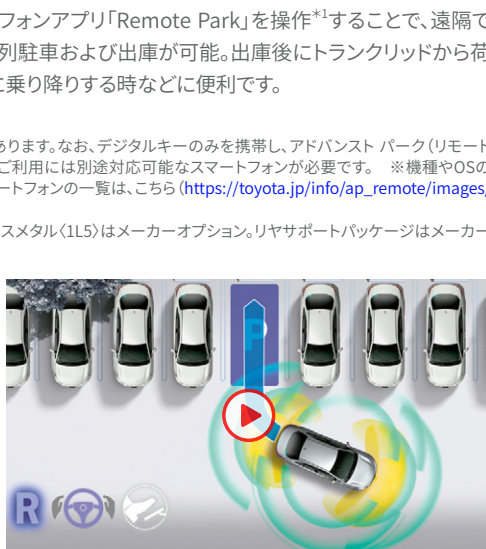 フォンアプリ「Remote Park」を操作*1することで、遠隔で
列駐車および出庫が可能。出庫後にトランクリッドから荷
に乗り降りする時などに便利です。
あります。なお、デジタルキーのみを携帯し、アドバンスト パーク（リモート
ご利用には別途対応可能なスマートフォンが必要です。 ※機種やOSの
ートフォンの一覧は、こちら（https://toyota.jp/info/ap_remote/images/
スメタル〈1L5〉はメーカーオプション。リヤサポートパッケージはメーカー
P
R